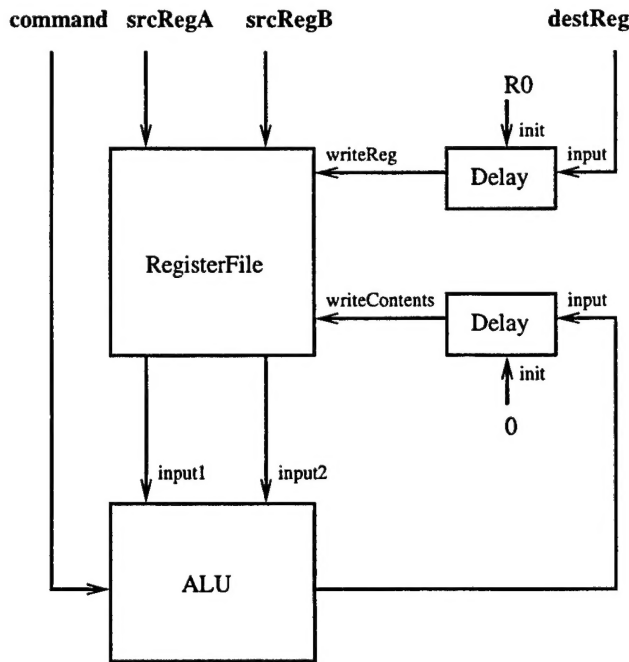 command srcRegA srcRegB destReg
R0
init
writeReg input
Delay
RegisterFile
writeContents input
Delay
init
0
input1 input2
ALU